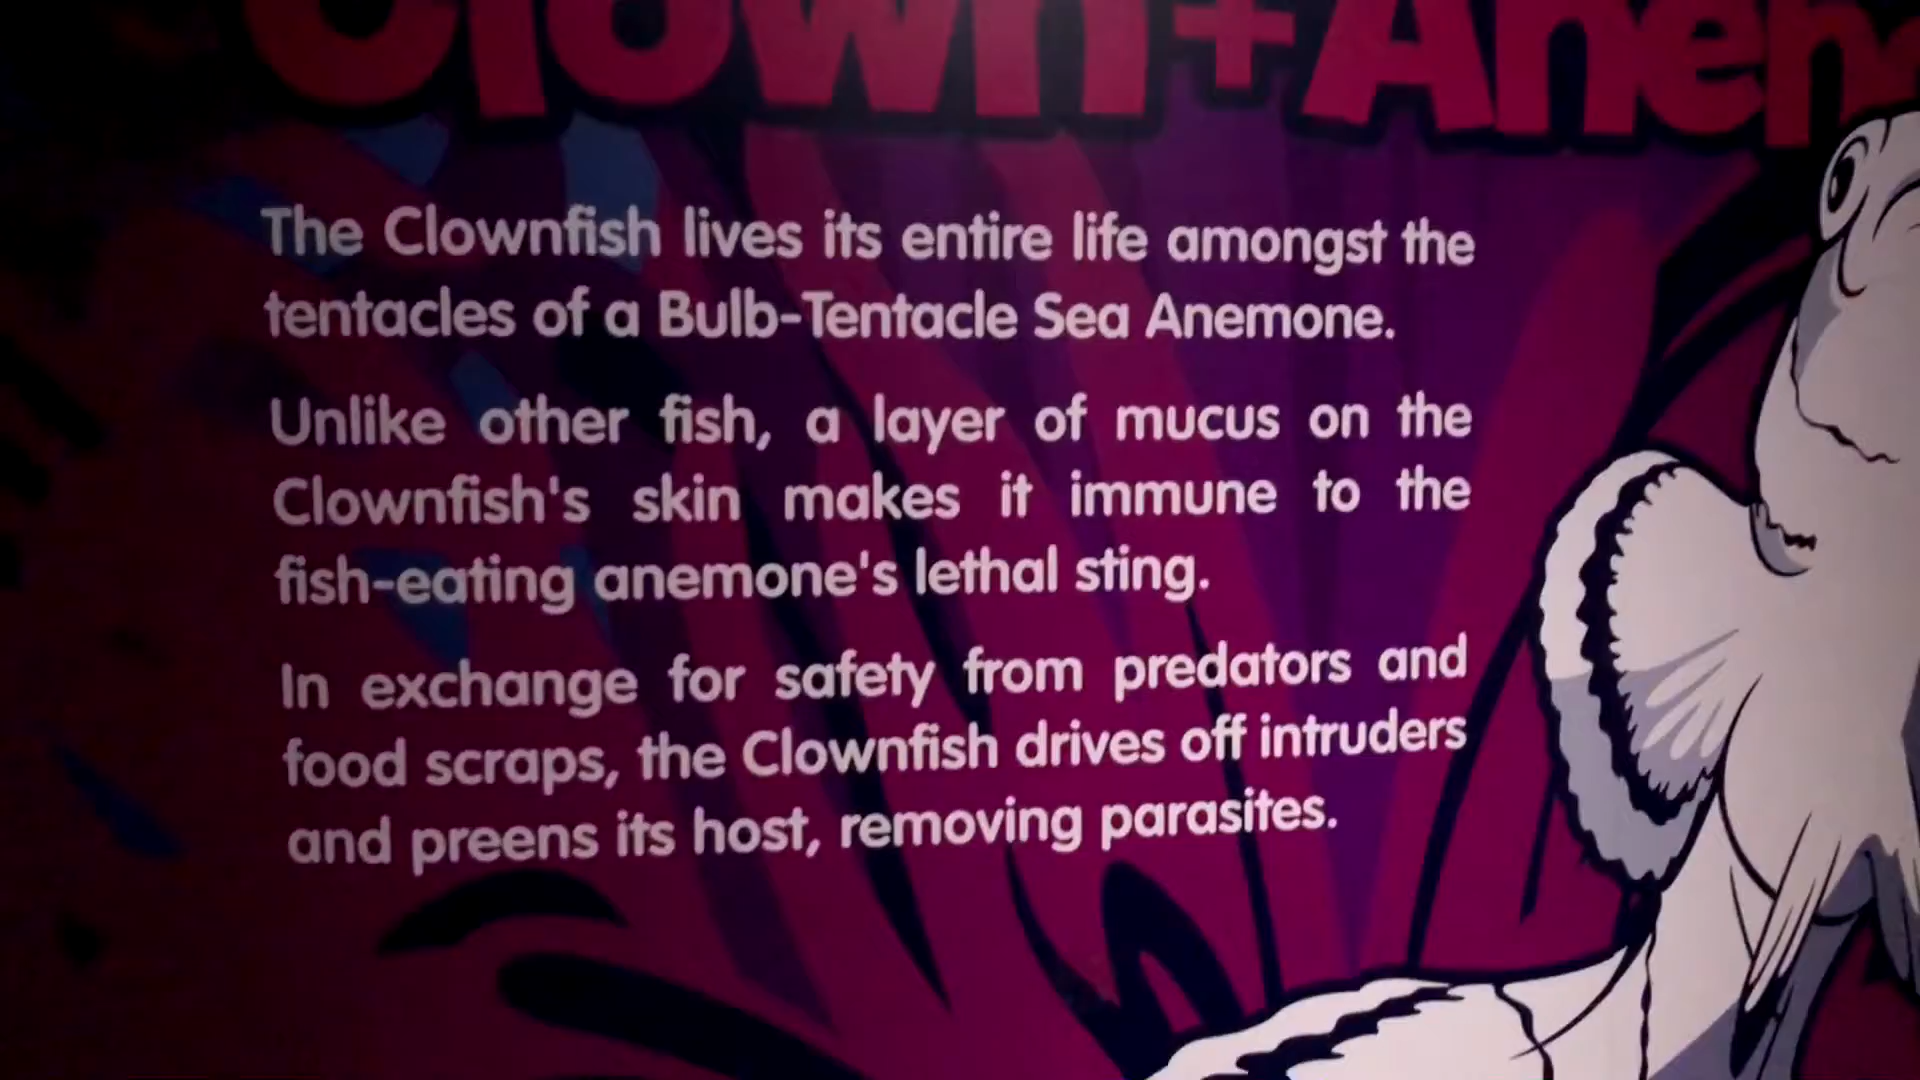 Clown+Anem
The Clownfish lives its entire life amongst the
tentacles of a Bulb-Tentacle Sea Anemone.
Unlike other fish, a layer of mucus on the
Clownfish's skin makes it immune to the
fish-eating anemone's lethal sting.
In exchange for safety from predators and
food scraps, the Clownfish drives off intruders
and preens its host, removing parasites.